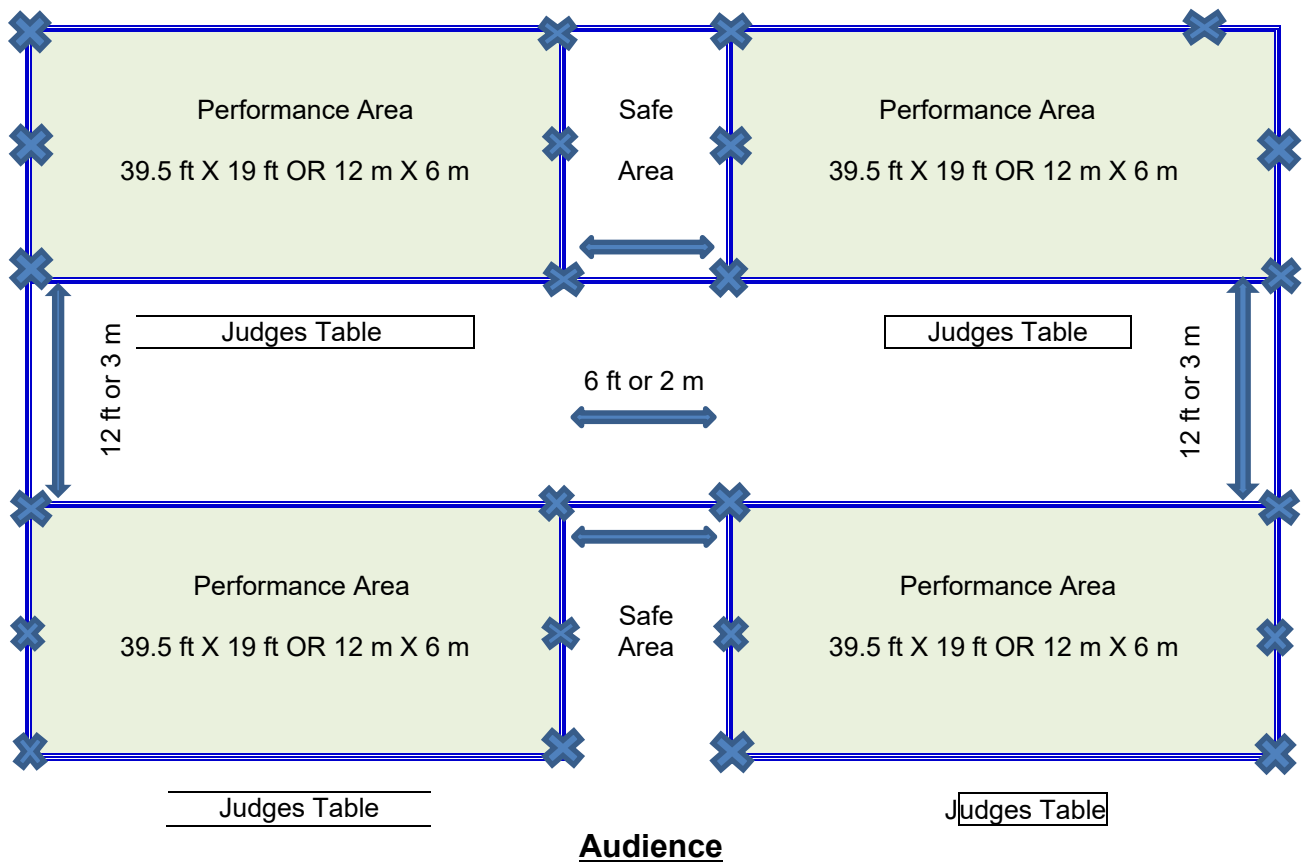 Performance Area
39.5 ft X 19 ft OR 12 m X 6 m
Safe
Area
Performance Area
39.5 ft X 19 ft OR 12 m X 6 m
12 ft or 3 m
Judges Table
6 ft or 2 m
Judges Table
12 ft or 3 m
Performance Area
39.5 ft X 19 ft OR 12 m X 6 m
Safe
Area
Performance Area
39.5 ft X 19 ft OR 12 m X 6 m
Judges Table
Judges Table
Audience